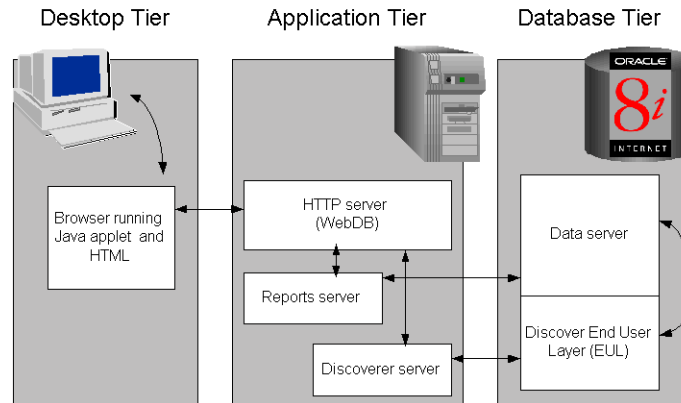 Desktop Tier
Application Tier
Database Tier
ORACLE
8i
INTERNET
Browser running
Java applet and
HTML
HTTP server
(WebDB)
Reports server
Discoverer server
Data server
Discover End User
Layer (EUL)